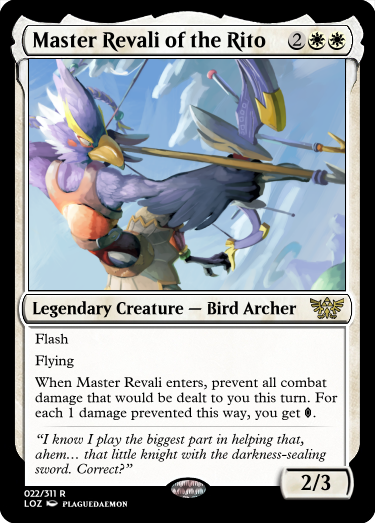 Master Revali of the Rito 2
Legendary Creature — Bird Archer
Flash
Flying
When Master Revali enters, prevent all combat
damage that would be dealt to you this turn. For
each 1 damage prevented this way, you get .
“I know I play the biggest part in helping that,
ahem… that little knight with the darkness-sealing
sword. Correct?”
2/3
022/311 R
LOZ PLAGUEDAEMON